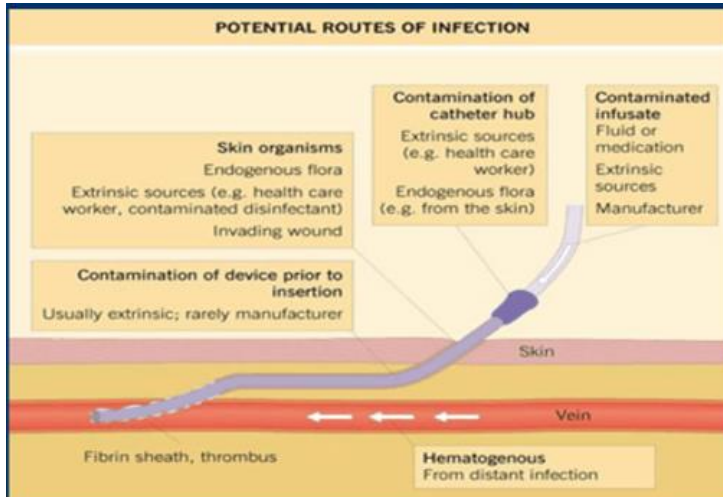 POTENTIAL ROUTES OF INFECTION
Contamination of
catheter hub
Extrinsic sources
(e.g. health care
worker)
Endogenous flora
(e.g. from the skin)
Contaminated
infusate
Fluid or
medication
Extrinsic
sources
Manufacturer
Skin organisms
Endogenous flora
Extrinsic sources (e.g. health care
worker, contaminated disinfectant)
Invading wound
Contamination of device prior to
insertion
Usually extrinsic; rarely manufacturer
Skin
Vein
Fibrin sheath, thrombus
Hematogenous
From distant infection